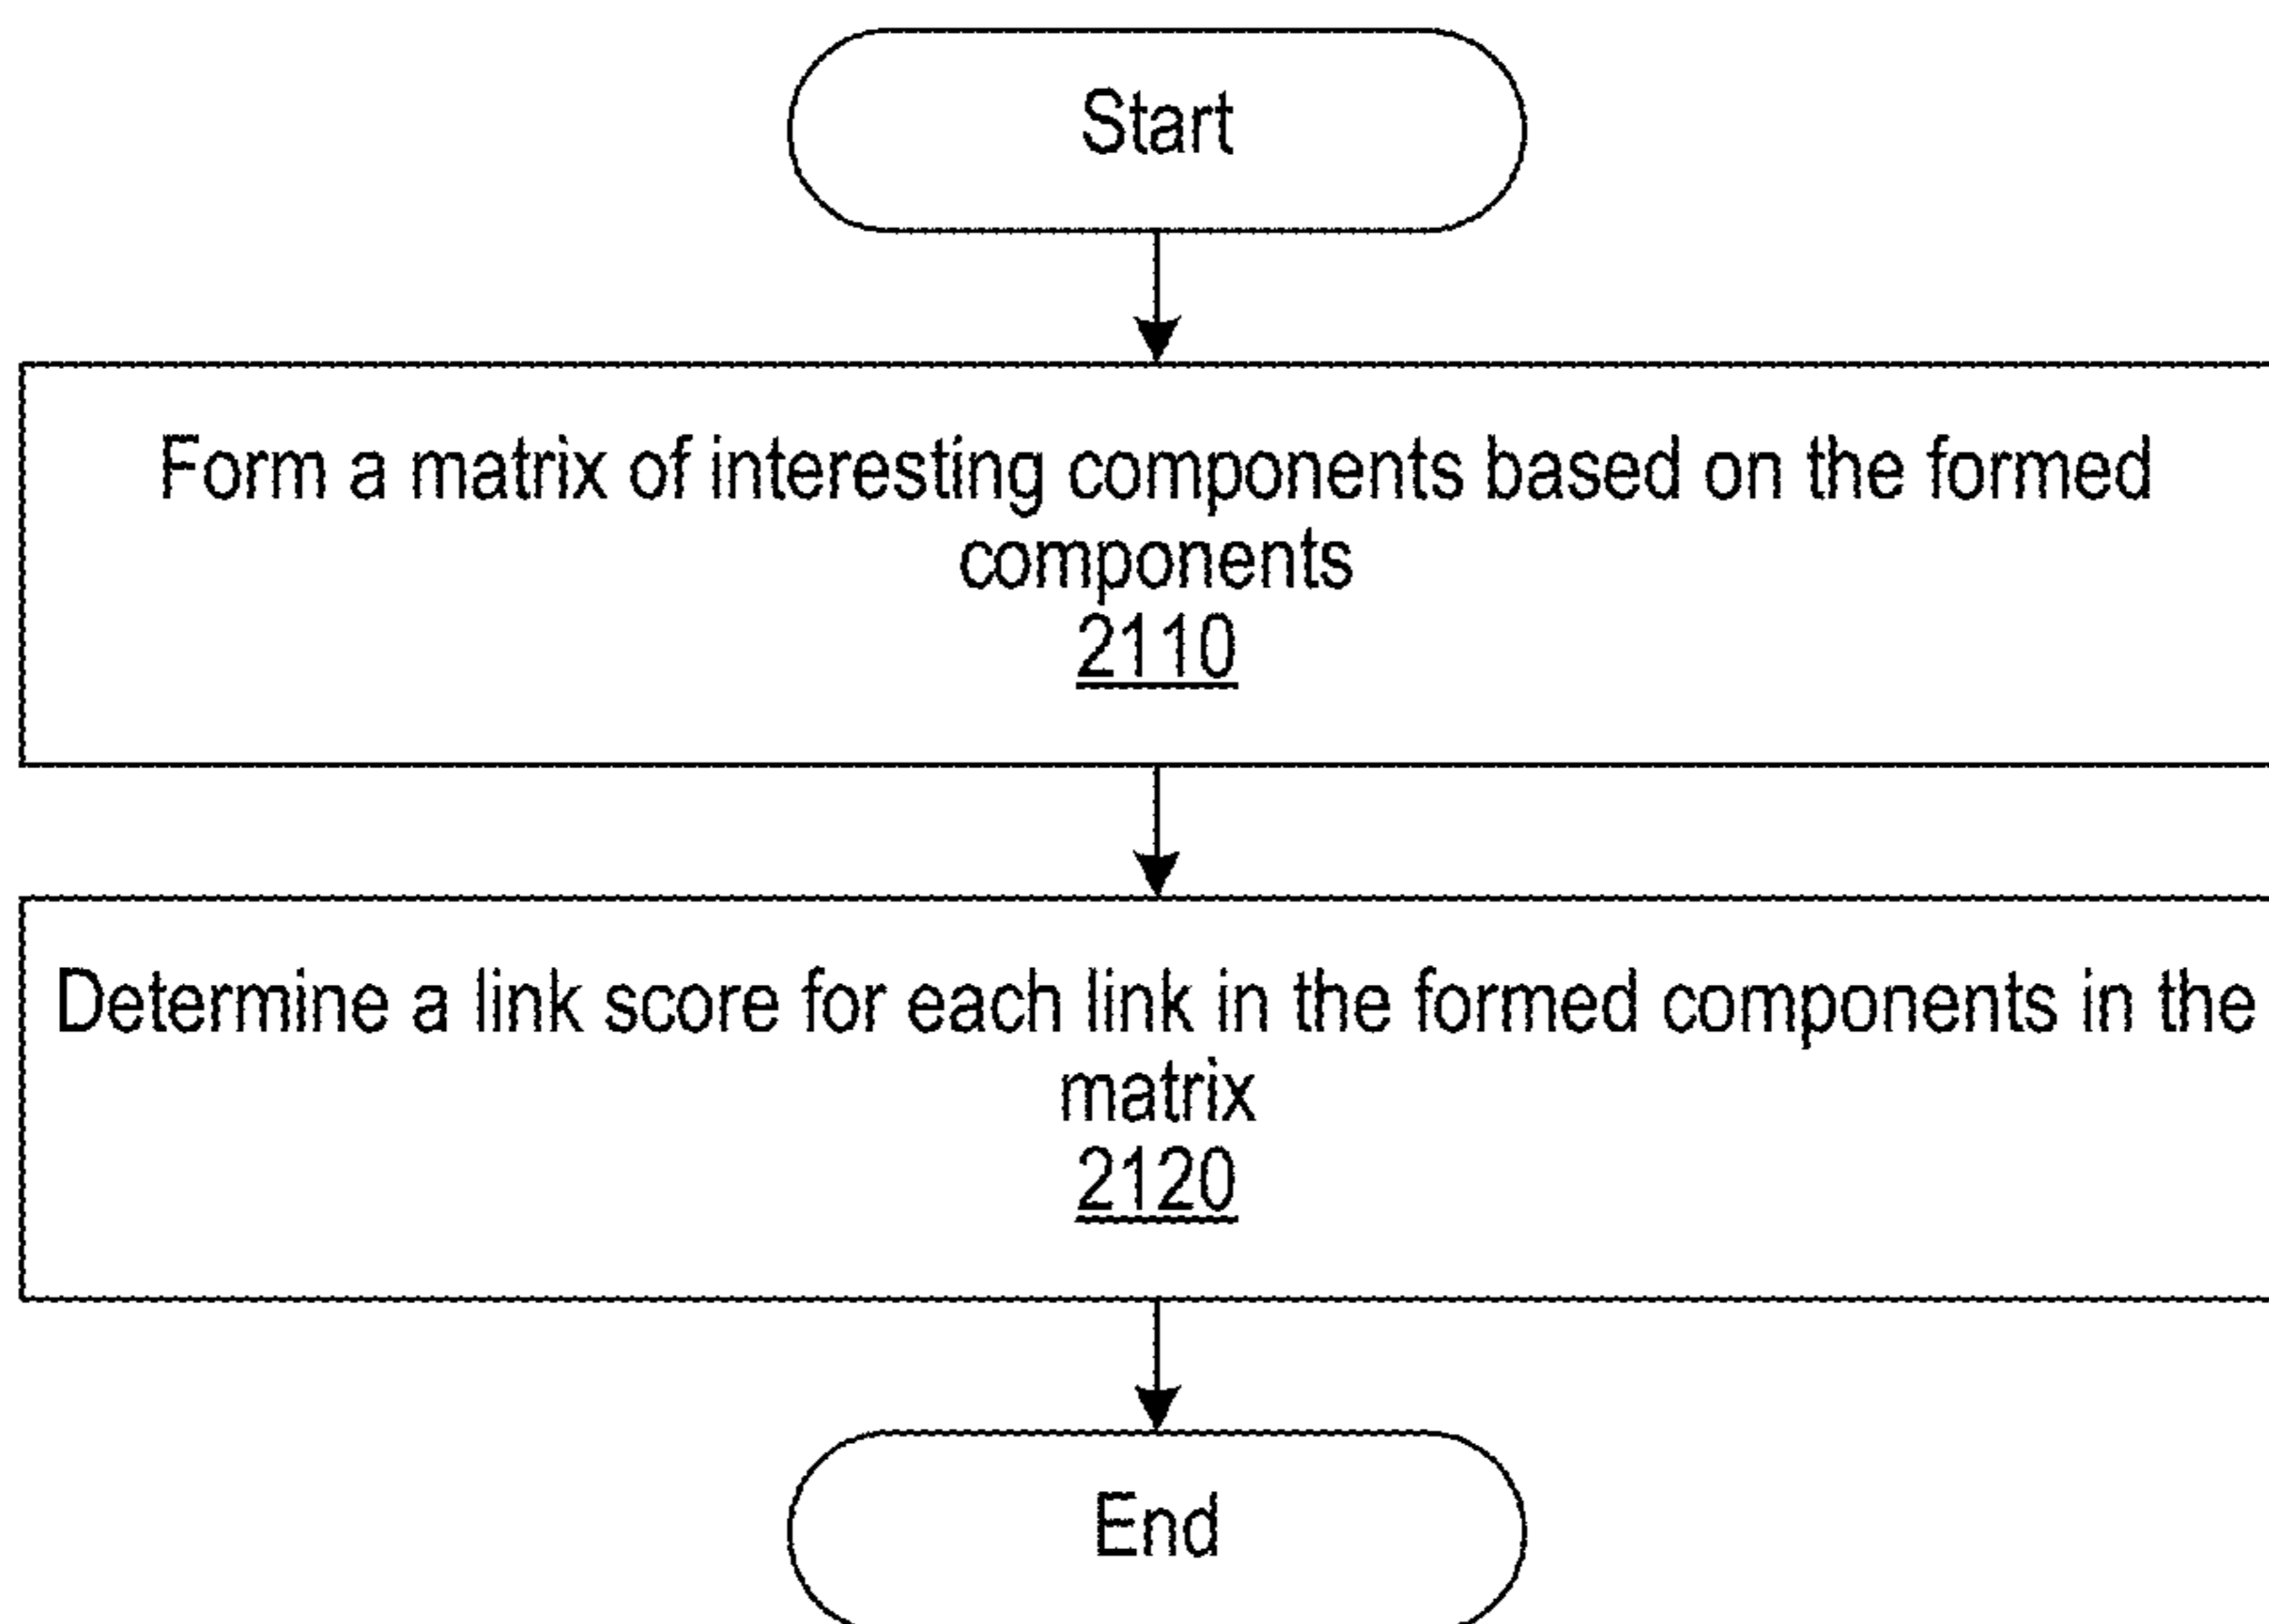 Start
Form a matrix of interesting components based on the formed
components
2110
Determine a link score for each link in the formed components in the
matrix
2120
End